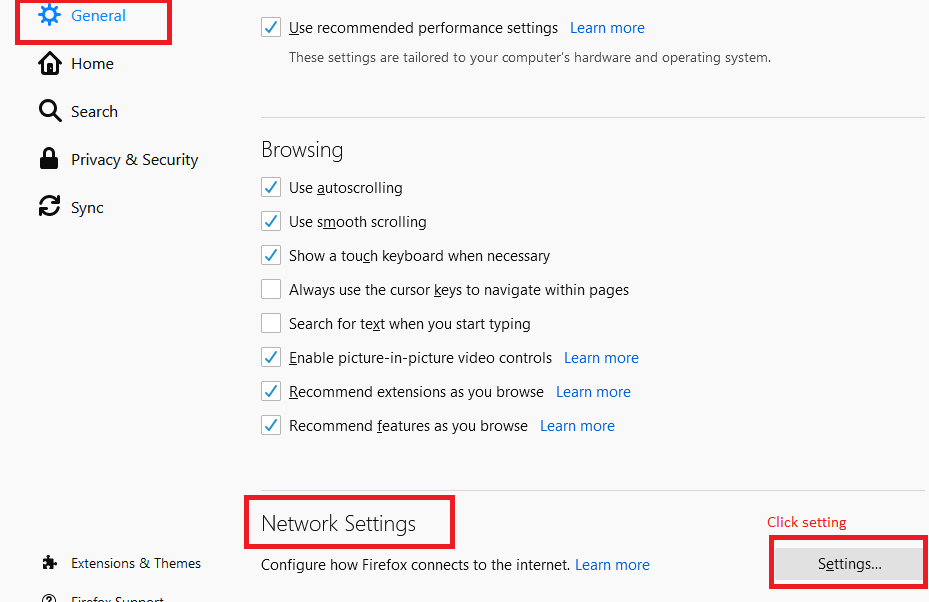 General
Home
Search
Privacy & Security
Sync
Extensions & Themes
Firefox Support
Use recommended performance settings Learn more
These settings are tailored to your computer's hardware and operating system.
Browsing
Use autoscrolling
Use smooth scrolling
Show a touch keyboard when necessary
Always use the cursor keys to navigate within pages
Search for text when you start typing
Enable picture-in-picture video controls Learn more
Recommend extensions as you browse Learn more
Recommend features as you browse Learn more
Network Settings
Click setting
Configure how Firefox connects to the internet. Learn more
Settings...